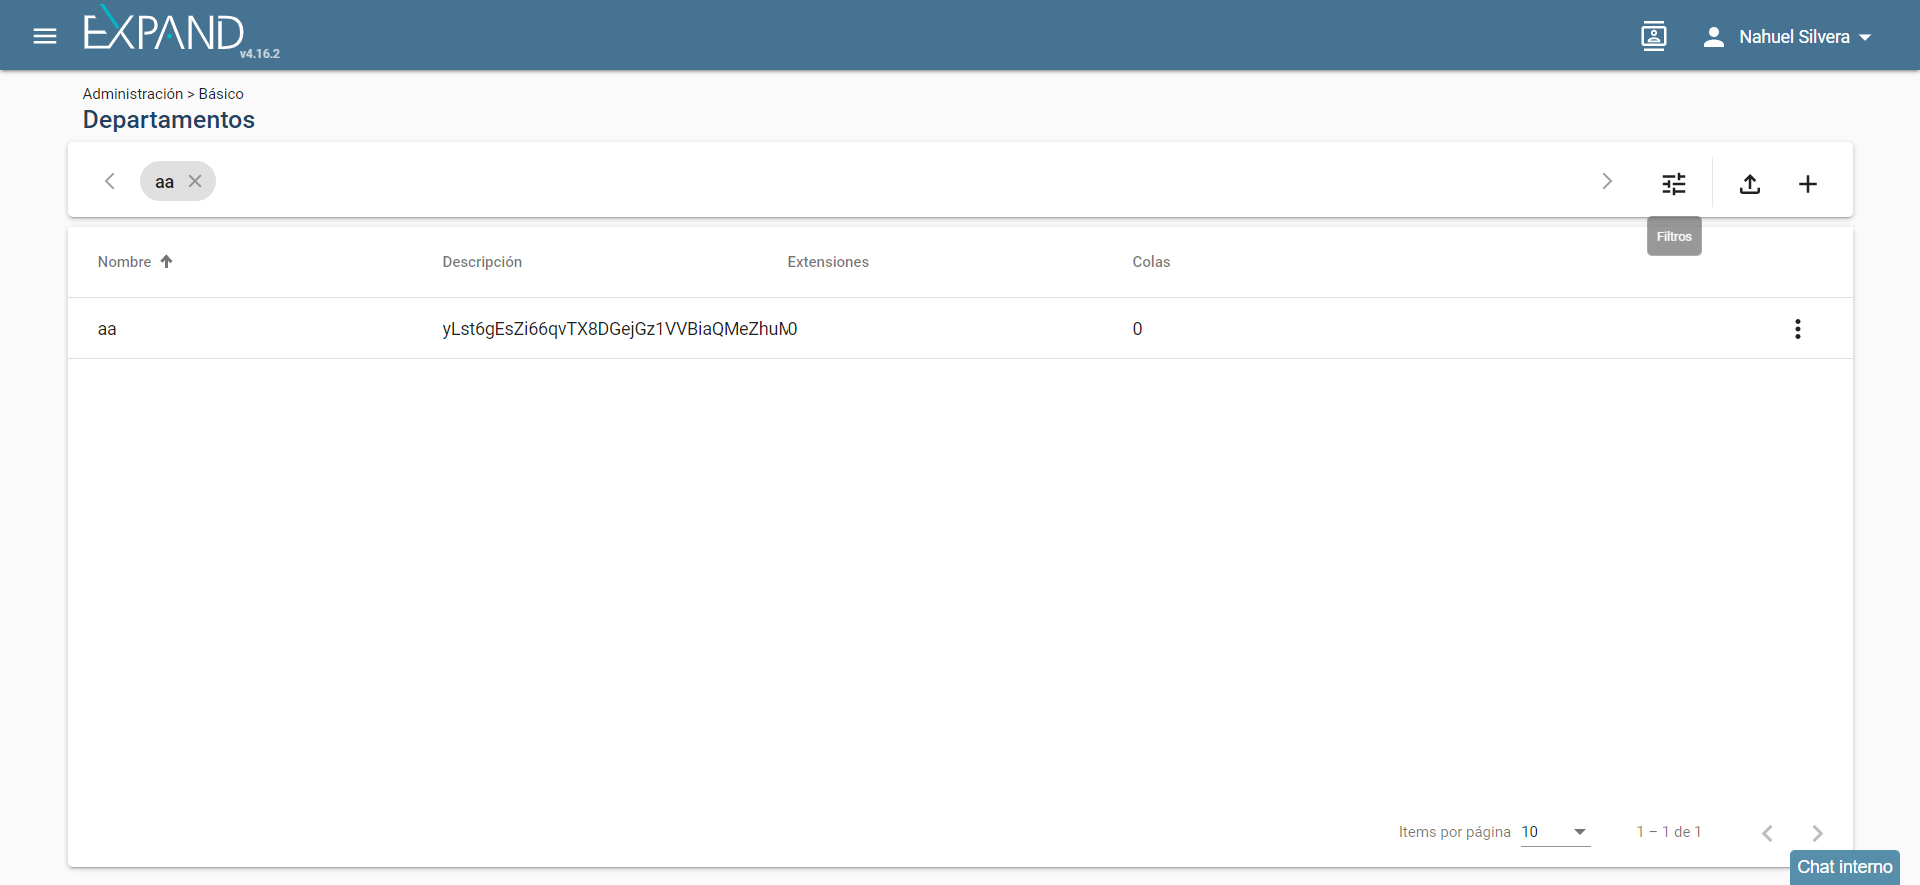 EXPAND
v4.16.2
Nahuel Silvera
Administración > Básico
Departamentos
aa
Filtros
Nombre Descripción Extensiones Colas
aa yLst6gEsZi66qvTX8DGejGz1VVBiaQMeZhuM0 0
Items por página 10 1 – 1 de 1
Chat interno